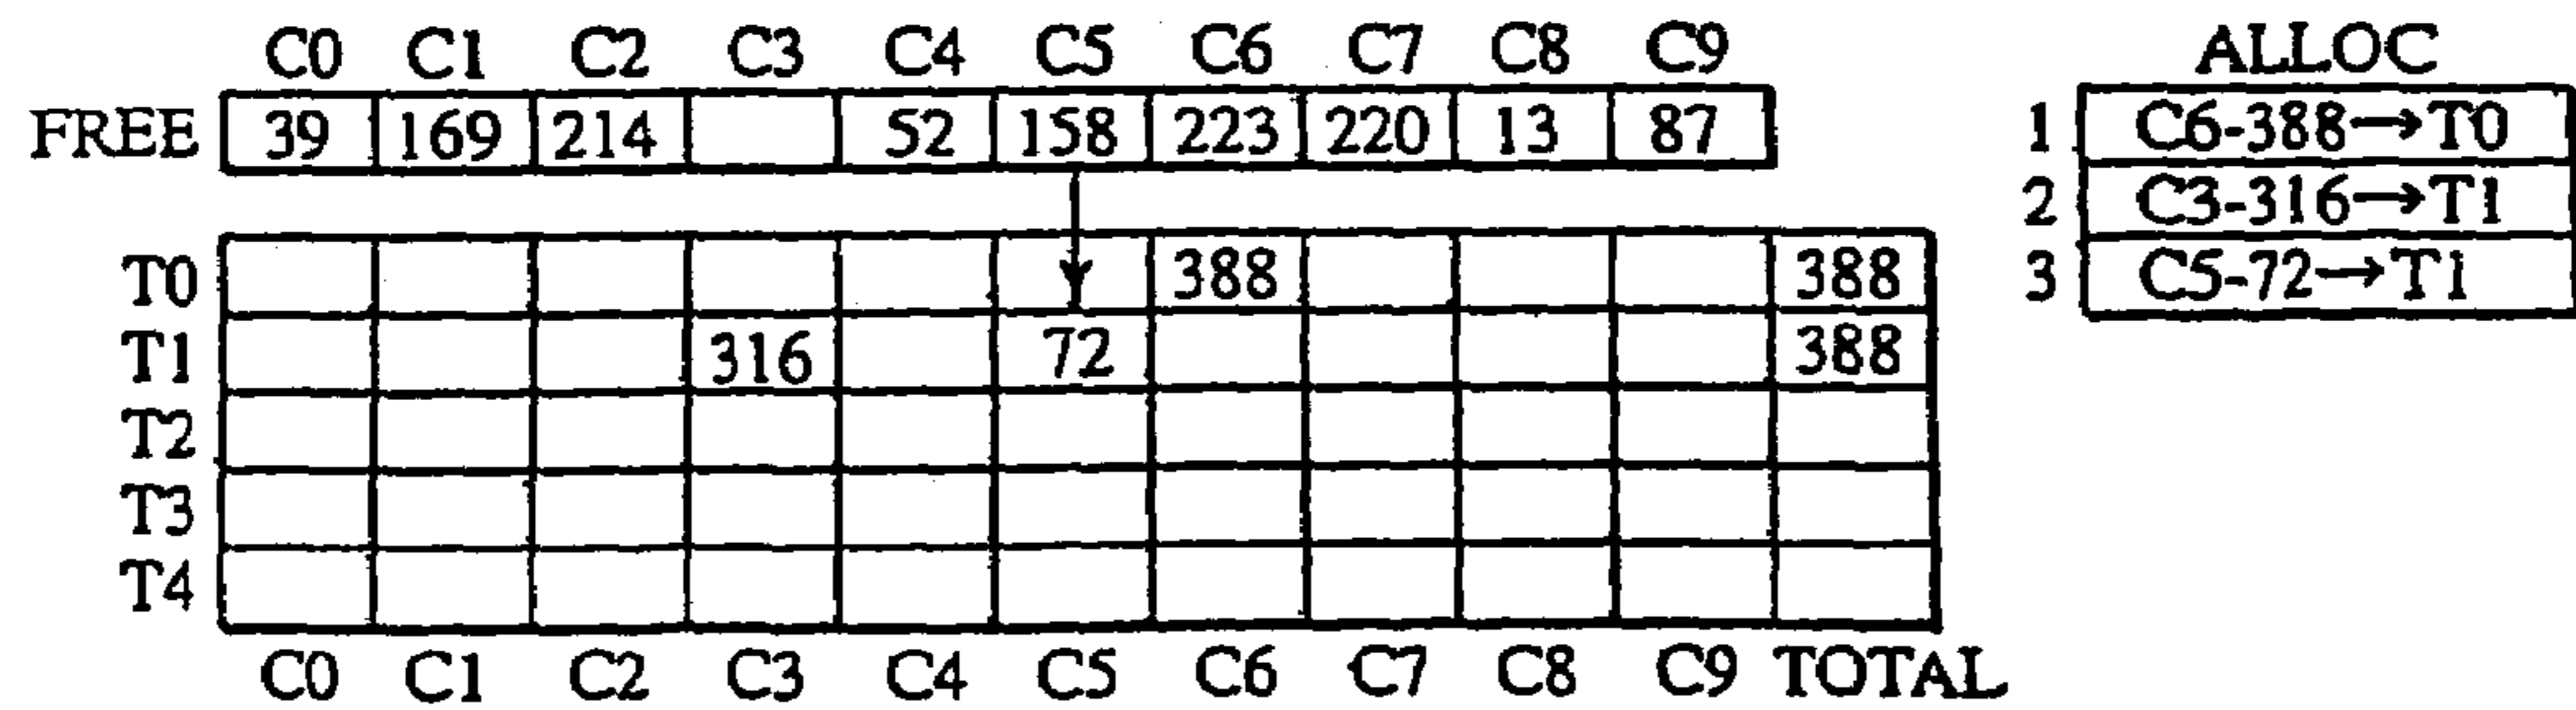 C0 C1 C2 C3 C4 C5 C6 C7 C8 C9 ALLOC
FREE 39 169 214 52 158 223 220 13 87 1 C6-388→T0
2 C3-316→T1
T0 388 388 3 C5-72→T1
T1 316 72 388
T2
T3
T4
C0 C1 C2 C3 C4 C5 C6 C7 C8 C9 TOTAL